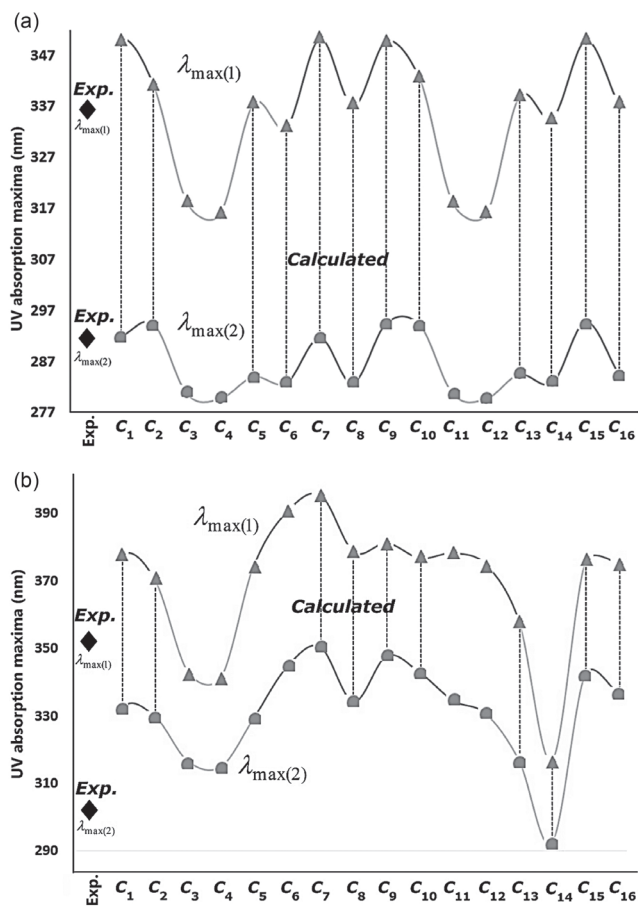 (a)
UV absorption maxima (nm)
347
337
327
317
307
297
287
277
λmax(1)
Exp.
λmax(1)
Calculated
Exp.
λmax(2)
λmax(2)
Exp. C1 C2 C3 C4 C5 C6 C7 C8 C9 C10 C11 C12 C13 C14 C15 C16
(b)
UV absorption maxima (nm)
390
370
350
330
310
290
λmax(1)
Calculated
Exp.
λmax(1)
λmax(2)
Exp.
λmax(2)
Exp. C1 C2 C3 C4 C5 C6 C7 C8 C9 C10 C11 C12 C13 C14 C15 C16